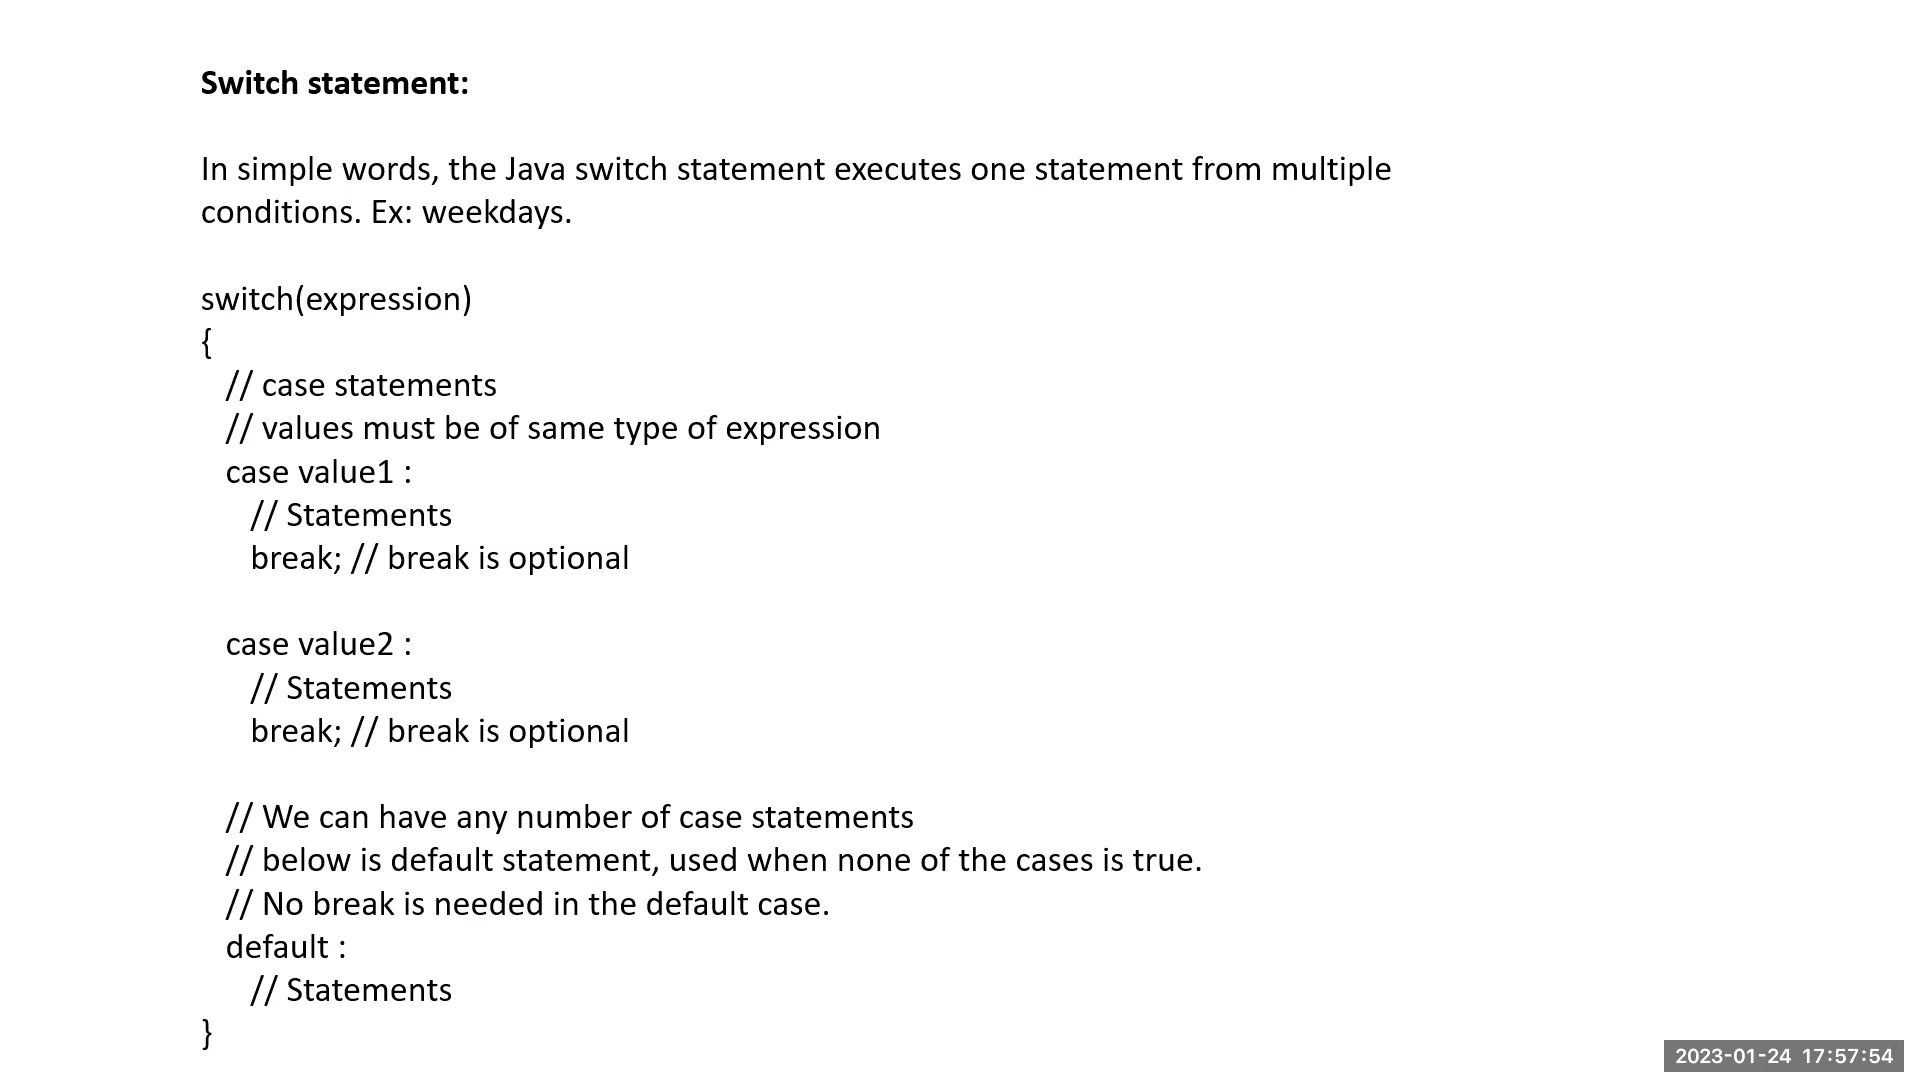 Switch statement:
In simple words, the Java switch statement executes one statement from multiple
conditions. Ex: weekdays.
switch(expression)
{
// case statements
// values must be of same type of expression
case value1 :
// Statements
break; // break is optional
case value2 :
// Statements
break; // break is optional
// We can have any number of case statements
// below is default statement, used when none of the cases is true.
// No break is needed in the default case.
default :
// Statements
}
2023-01-24 17:57:54